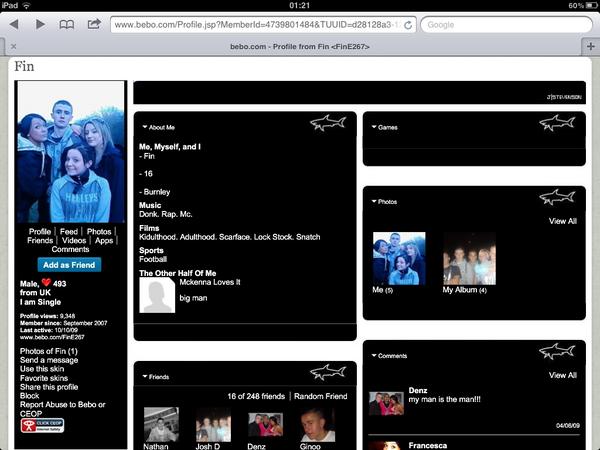 iPad
01:21
60%
www.bebo.com/Profile.jsp?MemberId=4739801484&TUUID=d28128a3-1
Google
bebo.com - Profile from Fin <FinE267>
Fin
J|STEVENSON
About Me
Me, Myself, and I
- Fin
- 16
- Burnley
Music
Donk. Rap. Mc.
Films
Kidulthood. Adulthood. Scarface. Lock Stock. Snatch
Sports
Football
The Other Half Of Me
Mckenna Loves It
big man
Games
Photos
View All
Me (5)
My Album (4)
Profile | Feed | Photos |
Friends | Videos | Apps |
Comments
Add as Friend
Male, ❤ 493
from UK
I am Single
Profile views: 9,348
Member since: September 2007
Last active: 10/10/09
www.bebo.com/FinE267
Photos of Fin (1)
Send a message
Use this skin
Favorite skins
Share this profile
Block
Report Abuse to Bebo or
CEOP
CLICK CEOP
Internet Safety
Friends
16 of 248 friends | Random Friend
Nathan
Josh D
Denz
Ginoo
Comments
View All
Denz
my man is the man!!!
04/06/09
Francesca